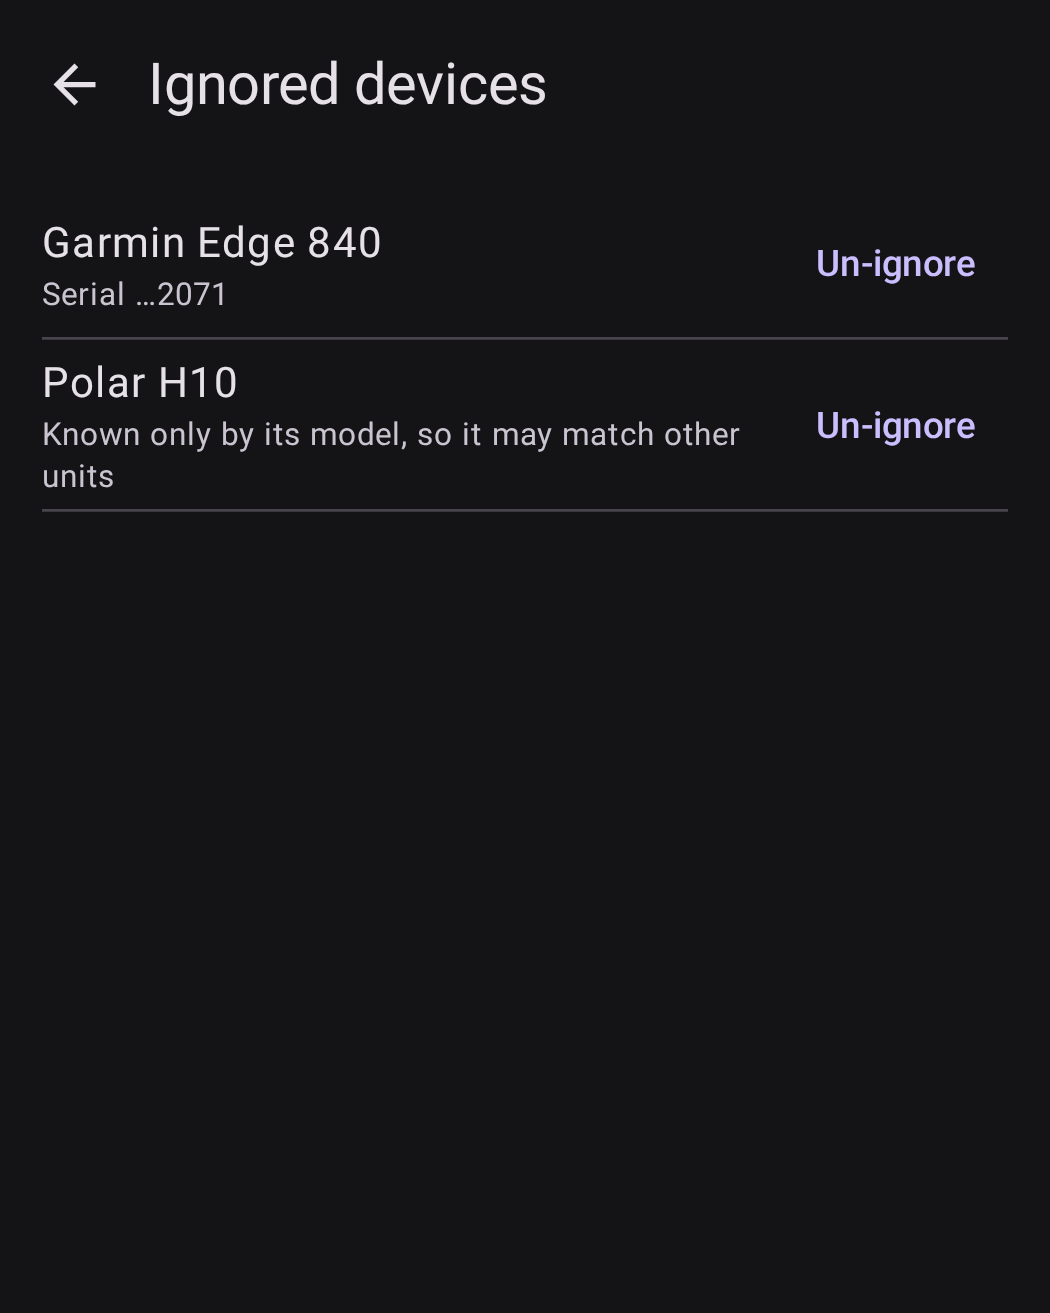 Ignored devices
Garmin Edge 840
Serial …2071
Un-ignore
Polar H10
Known only by its model, so it may match other
units
Un-ignore